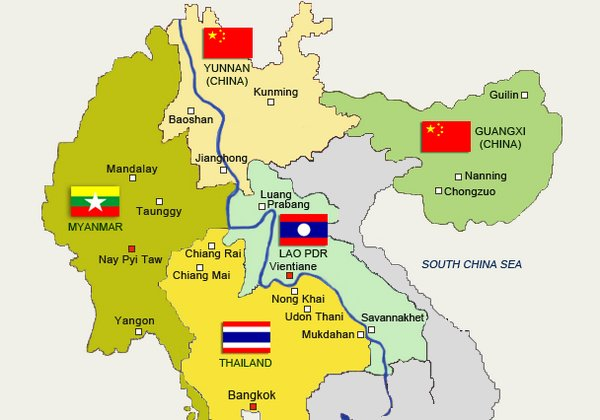 YUNNAN
(CHINA)
Kunming
Baoshan
Jianghong
Guilin
GUANGXI
(CHINA)
Nanning
Chongzuo
Mandalay
Taunggy
MYANMAR
Nay Pyi Taw
Yangon
Luang
Prabang
LAO PDR
Vientiane
SOUTH CHINA SEA
Chiang Rai
Chiang Mai
Nong Khai
Udon Thani
Savannakhet
Mukdahan
THAILAND
Bangkok